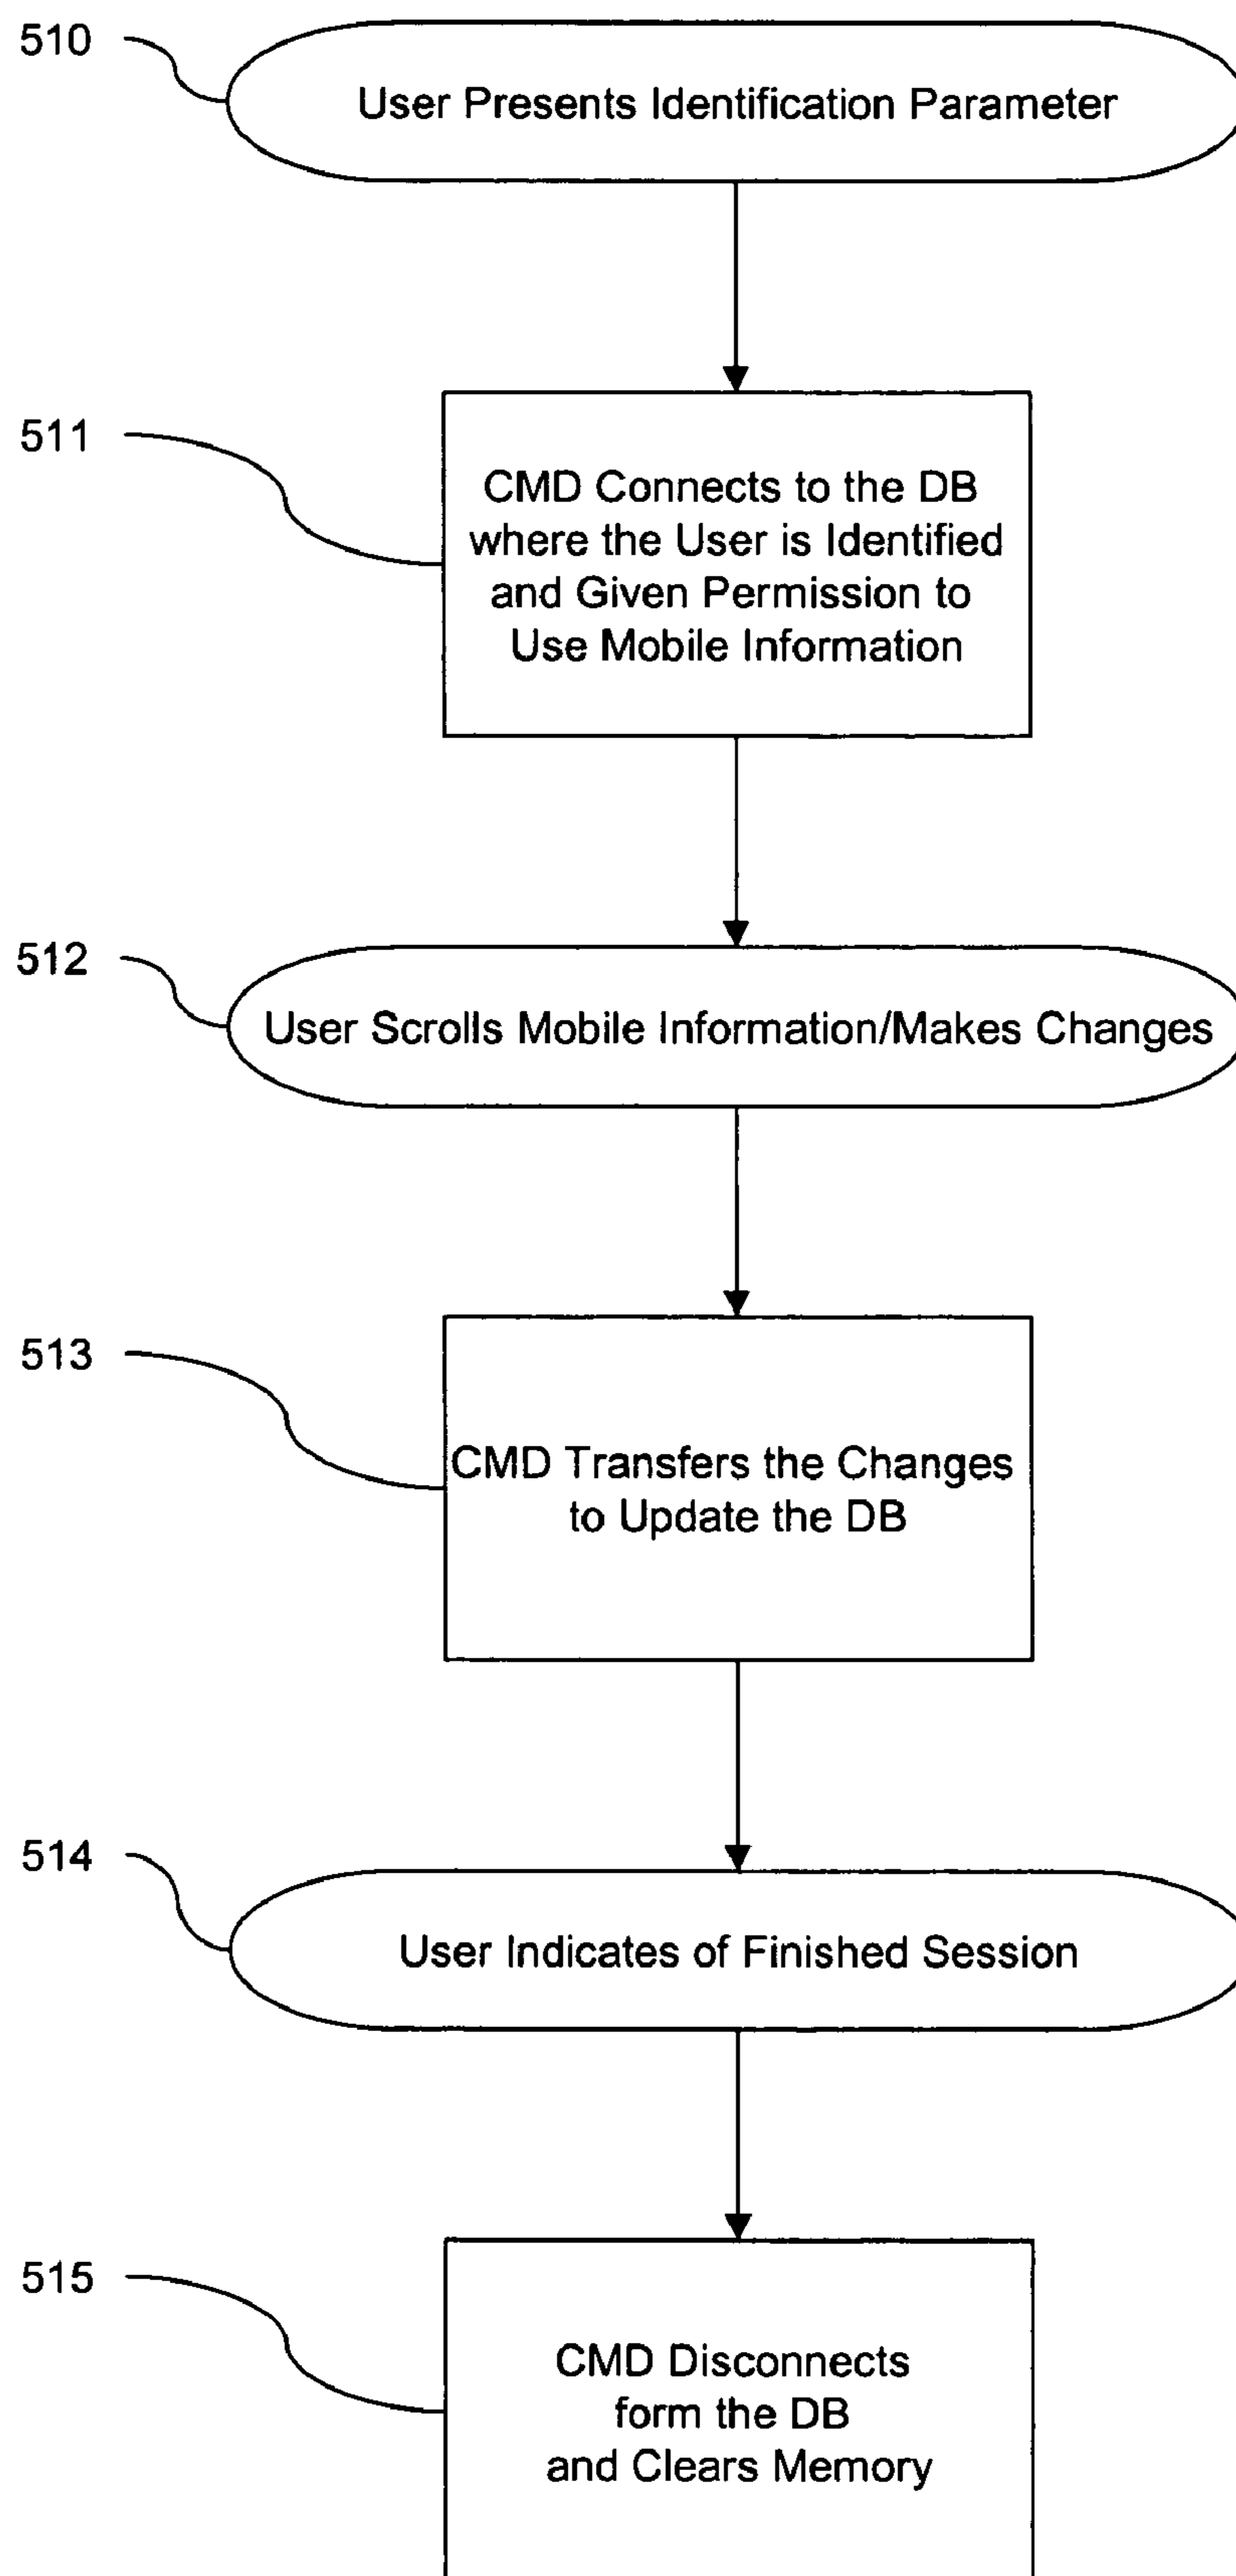 510
User Presents Identification Parameter
511
CMD Connects to the DB
where the User is Identified
and Given Permission to
Use Mobile Information
512
User Scrolls Mobile Information/Makes Changes
513
CMD Transfers the Changes
to Update the DB
514
User Indicates of Finished Session
515
CMD Disconnects
form the DB
and Clears Memory